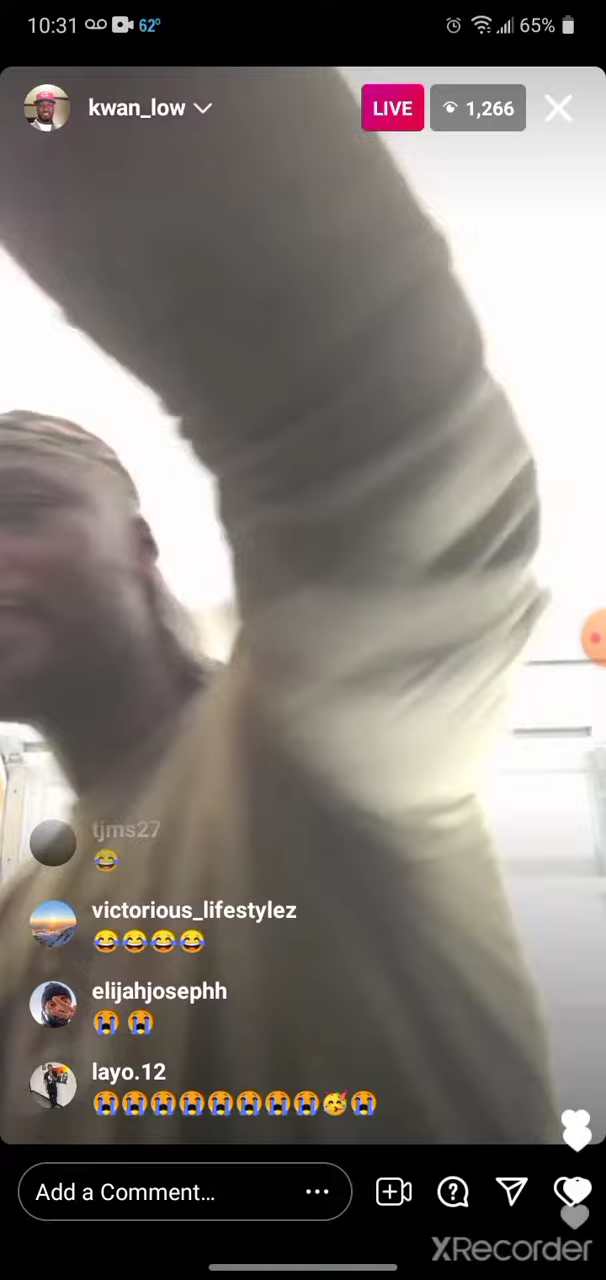 10:31 62° 65%
kwan_low LIVE 1,266
tjms27
😂
victorious_lifestylez
😂😂😂😂
elijahjosephh
😭 😭
layo.12
😭😭😭😭😭😭😭😭🥳😭
Add a Comment...
XRecorder